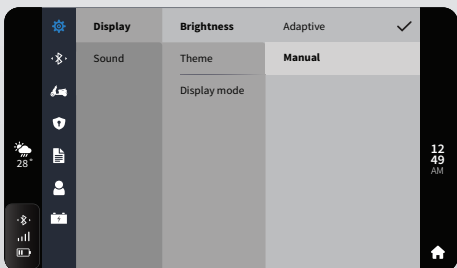 Display
Sound
Brightness
Theme
Display mode
Adaptive
Manual
28°
12
49
AM